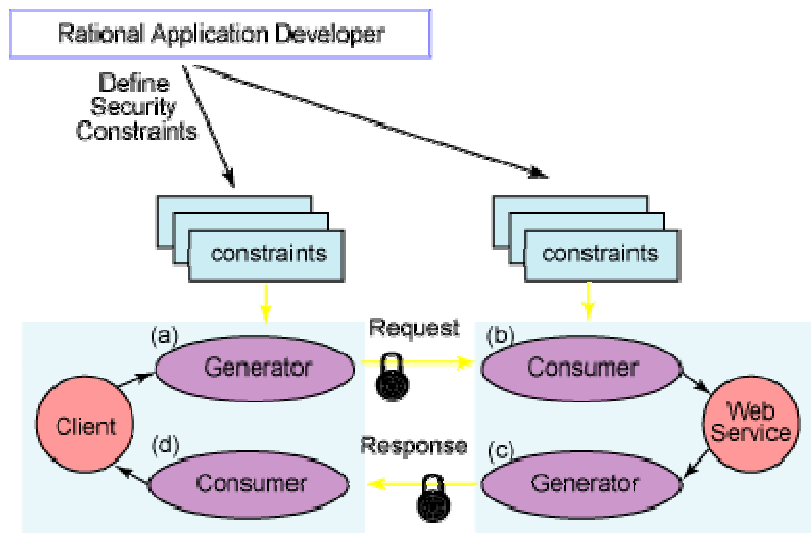 Rational Application Developer
Define
Security
Constraints
constraints
constraints
(a)
Generator
Request
(b)
Consumer
Client
Web
Service
(d)
Consumer
Response
(c)
Generator